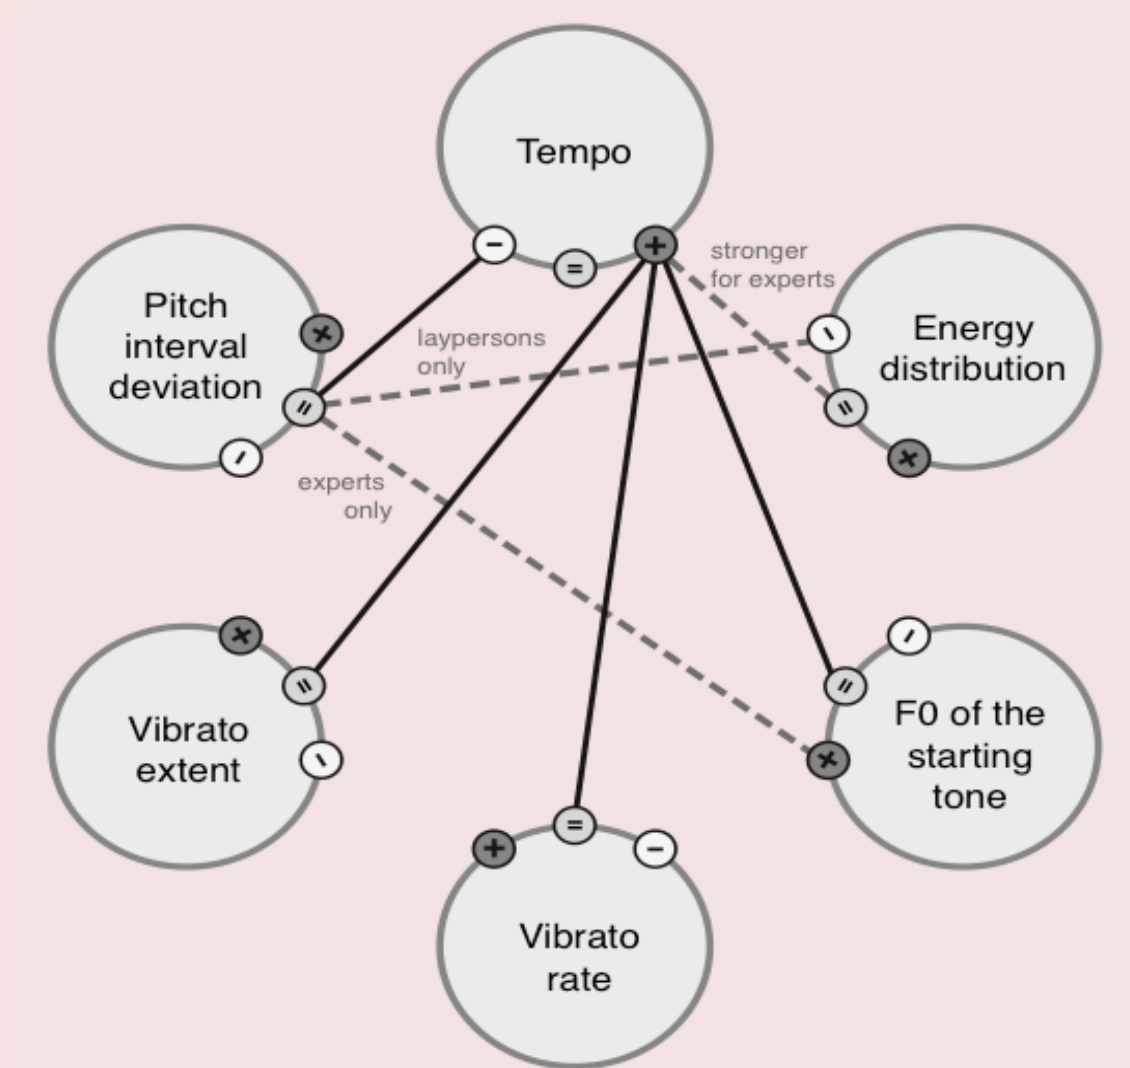 Tempo
−
=
+
stronger
for experts
Pitch
interval
deviation
+
=
−
laypersons
only
Energy
distribution
−
=
+
experts
only
Vibrato
extent
+
=
−
F0 of the
starting
tone
−
=
+
Vibrato
rate
+
=
−